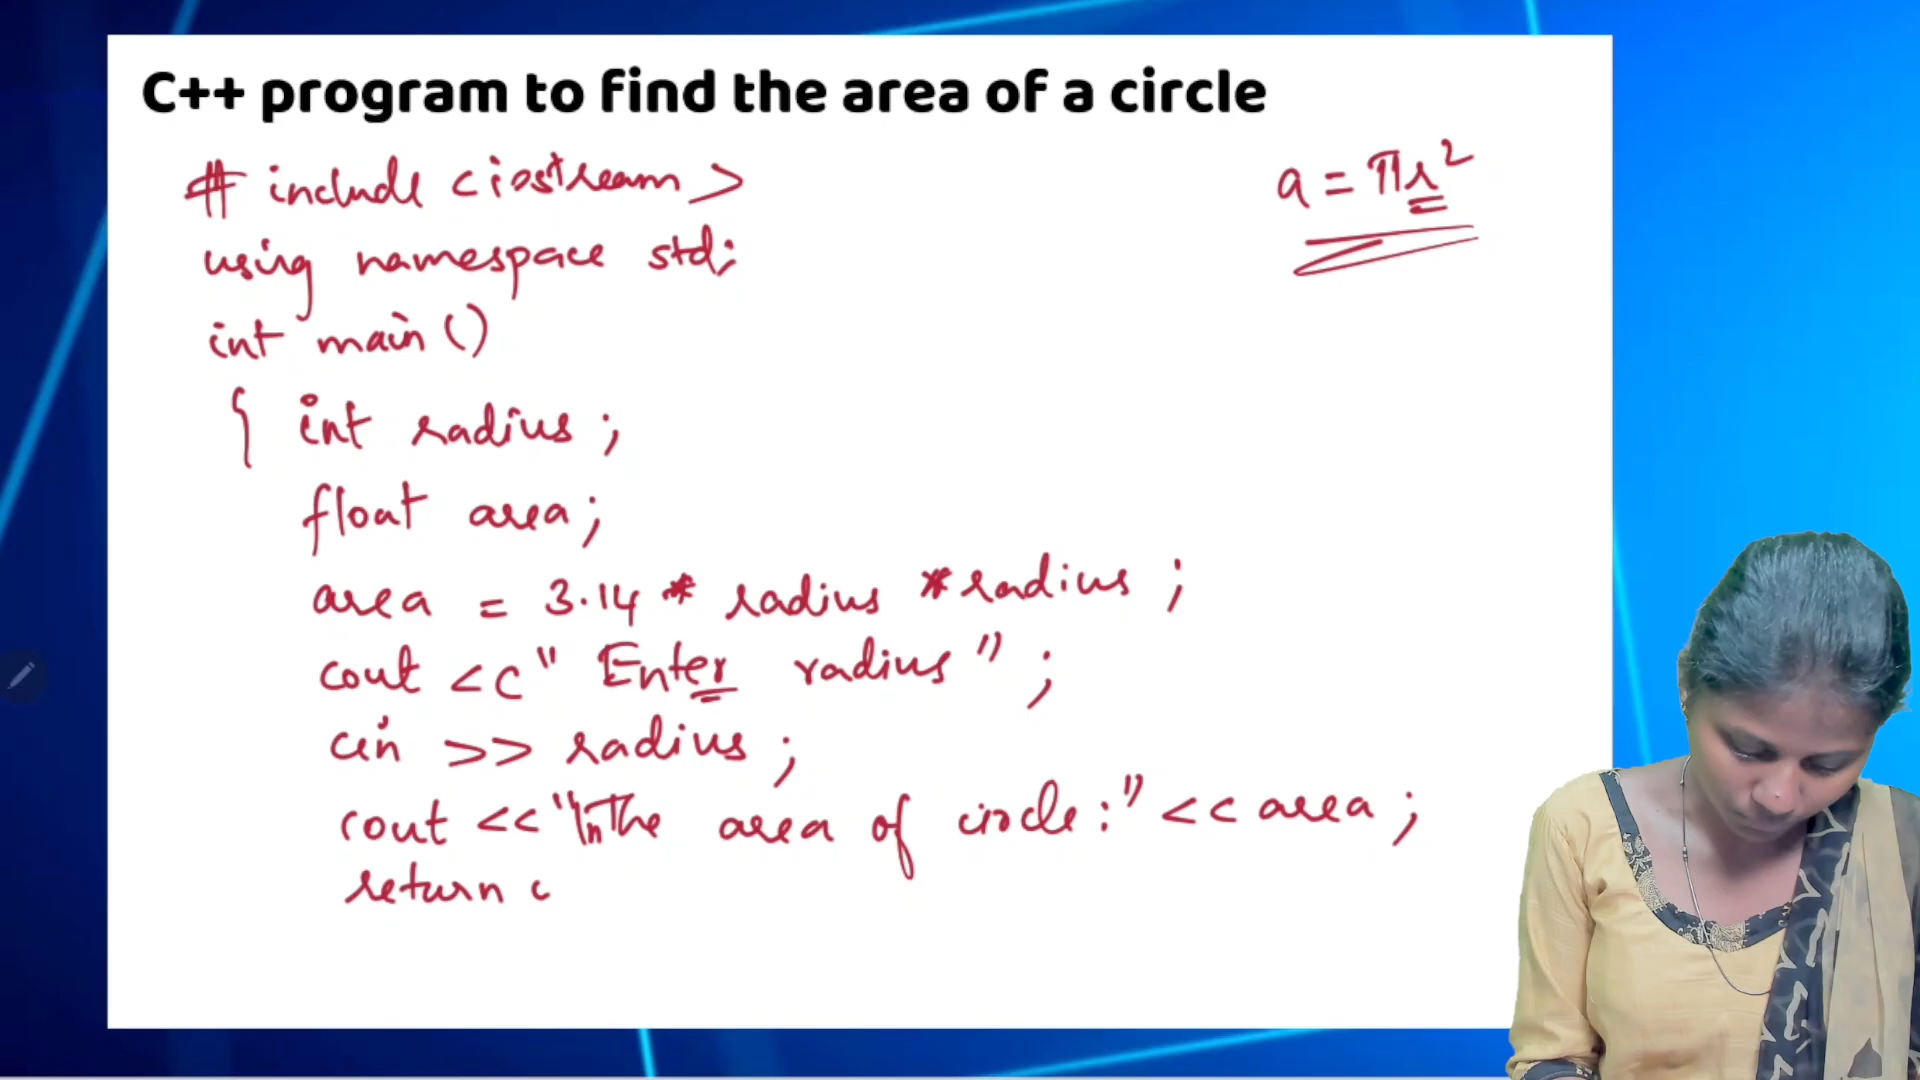 C++ program to find the area of a circle
# include <iostream>
a = πr²
using namespace std;
int main ()
{ int radius ;
float area ;
area = 3.14 * radius * radius ;
cout << " Enter radius " ;
cin >> radius ;
cout << "\nThe area of circle : " << area ;
return